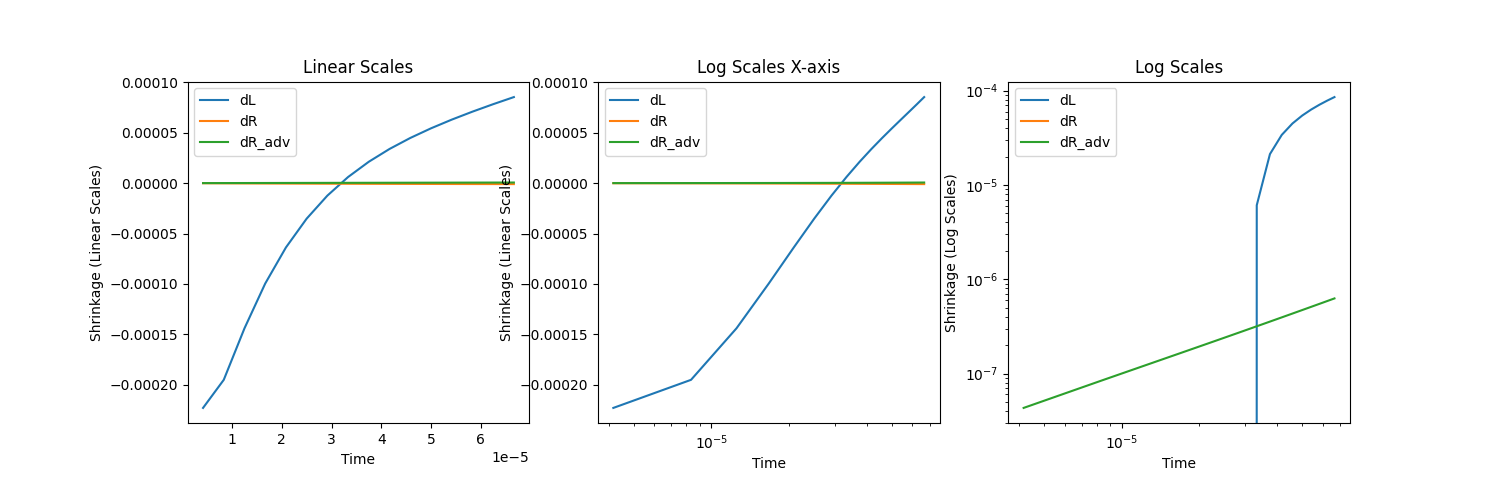 Linear Scales
Shrinkage (Linear Scales)
0.00010
0.00005
0.00000
−0.00005
−0.00010
−0.00015
−0.00020
dL
dR
dR_adv
1 2 3 4 5 6
1e−5
Time
Log Scales X-axis
Shrinkage (Linear Scales)
0.00010
0.00005
0.00000
−0.00005
−0.00010
−0.00015
−0.00020
dL
dR
dR_adv
10⁻⁵
Time
Log Scales
Shrinkage (Log Scales)
10⁻⁴
10⁻⁵
10⁻⁶
10⁻⁷
dL
dR
dR_adv
10⁻⁵
Time